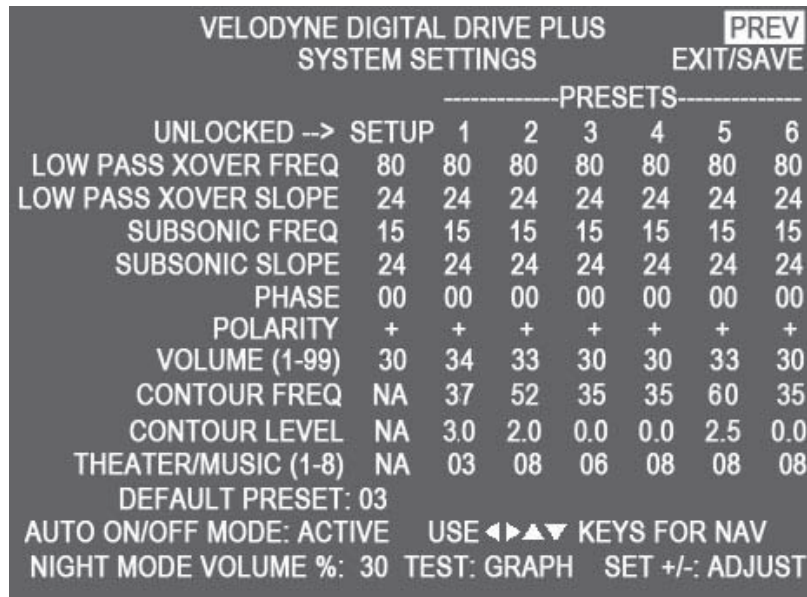 VELODYNE DIGITAL DRIVE PLUS PREV
SYSTEM SETTINGS EXIT/SAVE
-------------PRESETS--------------
UNLOCKED --> SETUP 1 2 3 4 5 6
LOW PASS XOVER FREQ 80 80 80 80 80 80 80
LOW PASS XOVER SLOPE 24 24 24 24 24 24 24
SUBSONIC FREQ 15 15 15 15 15 15 15
SUBSONIC SLOPE 24 24 24 24 24 24 24
PHASE 00 00 00 00 00 00 00
POLARITY + + + + + + +
VOLUME (1-99) 30 34 33 30 30 33 30
CONTOUR FREQ NA 37 52 35 35 60 35
CONTOUR LEVEL NA 3.0 2.0 0.0 0.0 2.5 0.0
THEATER/MUSIC (1-8) NA 03 08 06 08 08 08
DEFAULT PRESET: 03
AUTO ON/OFF MODE: ACTIVE USE ◀▶▲▼ KEYS FOR NAV
NIGHT MODE VOLUME %: 30 TEST: GRAPH SET +/-: ADJUST